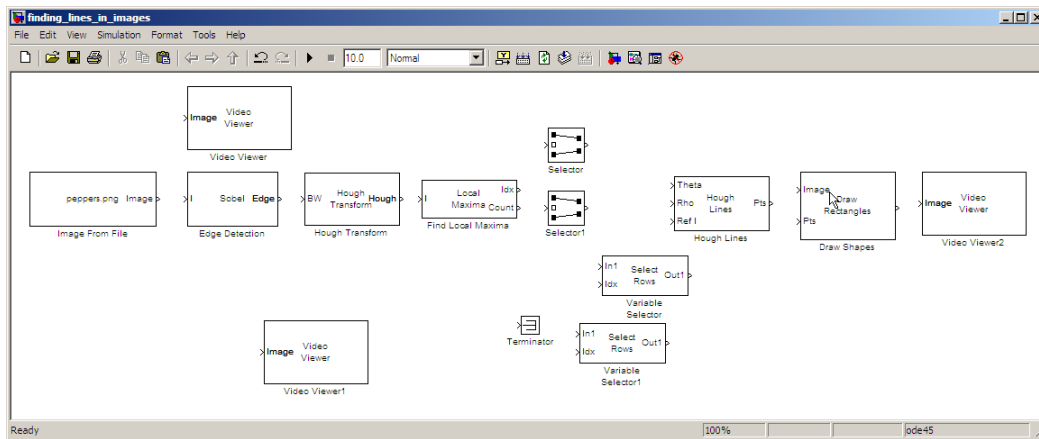 finding_lines_in_images
File Edit View Simulation Format Tools Help
10.0 Normal
Image Video Viewer
Video Viewer
Selector
peppers.png Image
Image From File
I Sobel Edge
Edge Detection
BW Hough Transform Hough
Hough Transform
I Local Maxima Idx Count
Find Local Maxima
Selector1
Theta Rho Ref I Hough Lines Pts
Hough Lines
Image Pts Draw Rectangles
Draw Shapes
Image Video Viewer
Video Viewer2
In1 Idx Select Rows Out1
Variable Selector
Terminator
In1 Idx Select Rows Out1
Variable Selector1
Image Video Viewer
Video Viewer1
Ready 100% ode45